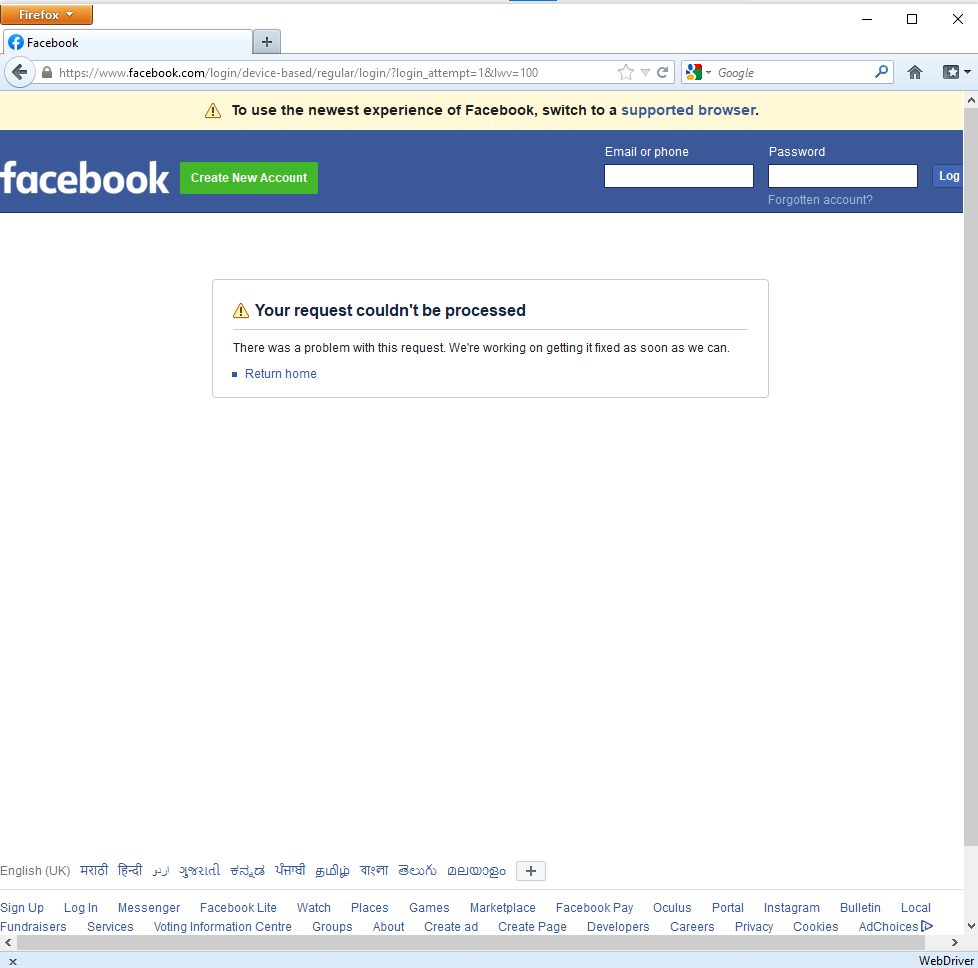 Firefox
Facebook
https://www.facebook.com/login/device-based/regular/login/?login_attempt=1&lwv=100
Google
To use the newest experience of Facebook, switch to a supported browser.
Email or phone Password
facebook Create New Account Log
Forgotten account?
Your request couldn't be processed
There was a problem with this request. We're working on getting it fixed as soon as we can.
Return home
English (UK) मराठी हिन्दी اردو ગુજરાતી ಕನ್ನಡ ਪੰਜਾਬੀ தமிழ் বাংলা తెలుగు മലയാളം +
Sign Up Log In Messenger Facebook Lite Watch Places Games Marketplace Facebook Pay Oculus Portal Instagram Bulletin Local
Fundraisers Services Voting Information Centre Groups About Create ad Create Page Developers Careers Privacy Cookies AdChoices
x WebDriver